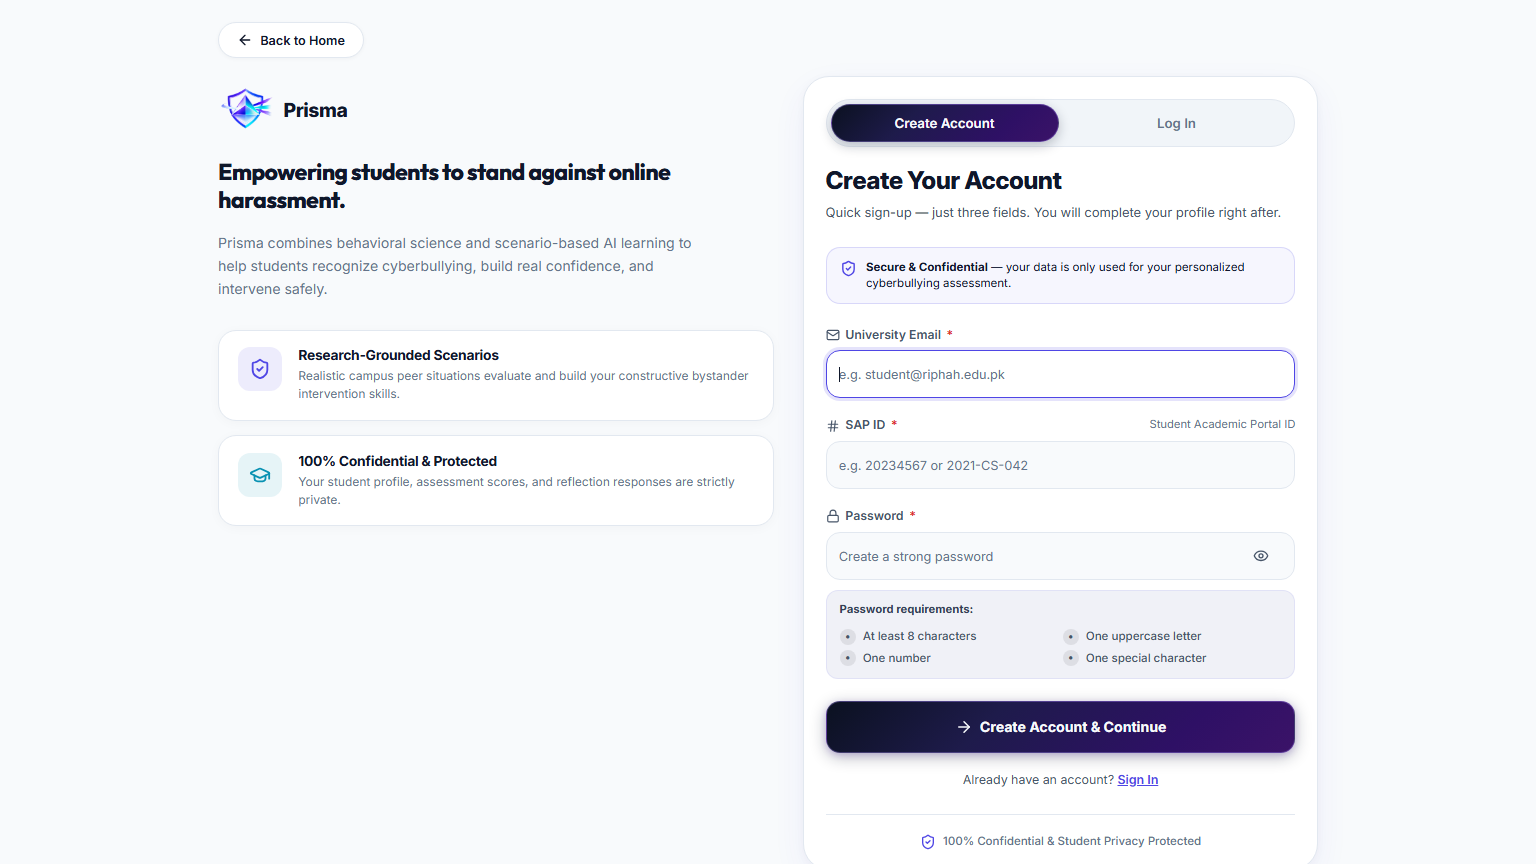 Back to Home
Prisma
Empowering students to stand against online
harassment.
Prisma combines behavioral science and scenario-based AI learning to
help students recognize cyberbullying, build real confidence, and
intervene safely.
Research-Grounded Scenarios
Realistic campus peer situations evaluate and build your constructive bystander
intervention skills.
100% Confidential & Protected
Your student profile, assessment scores, and reflection responses are strictly
private.
Create Account
Log In
Create Your Account
Quick sign-up — just three fields. You will complete your profile right after.
Secure & Confidential — your data is only used for your personalized
cyberbullying assessment.
University Email *
e.g. student@riphah.edu.pk
SAP ID *
Student Academic Portal ID
e.g. 20234567 or 2021-CS-042
Password *
Create a strong password
Password requirements:
At least 8 characters
One uppercase letter
One number
One special character
Create Account & Continue
Already have an account? Sign In
100% Confidential & Student Privacy Protected